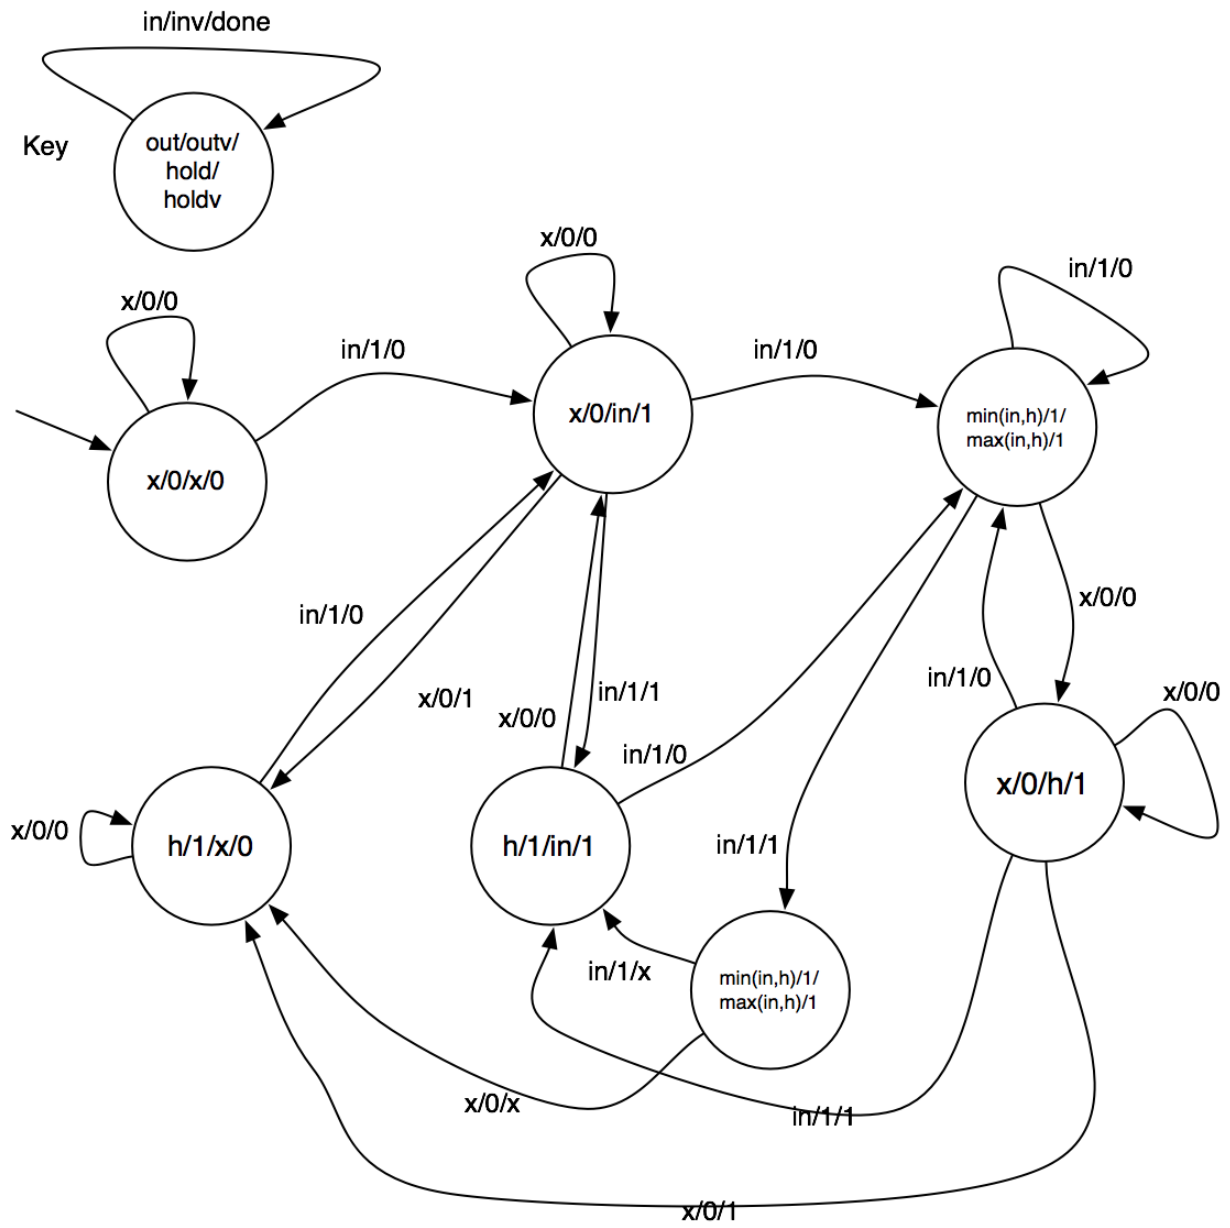 in/inv/done
Key
out/outv/
hold/
holdv
x/0/0
x/0/0
in/1/0
in/1/0
in/1/0
x/0/in/1
min(in,h)/1/
max(in,h)/1
x/0/x/0
in/1/0
x/0/0
in/1/0
x/0/1
x/0/0
in/1/1
x/0/0
in/1/0
x/0/h/1
x/0/0
h/1/x/0
h/1/in/1
in/1/1
in/1/x
min(in,h)/1/
max(in,h)/1
x/0/x
in/1/1
x/0/1